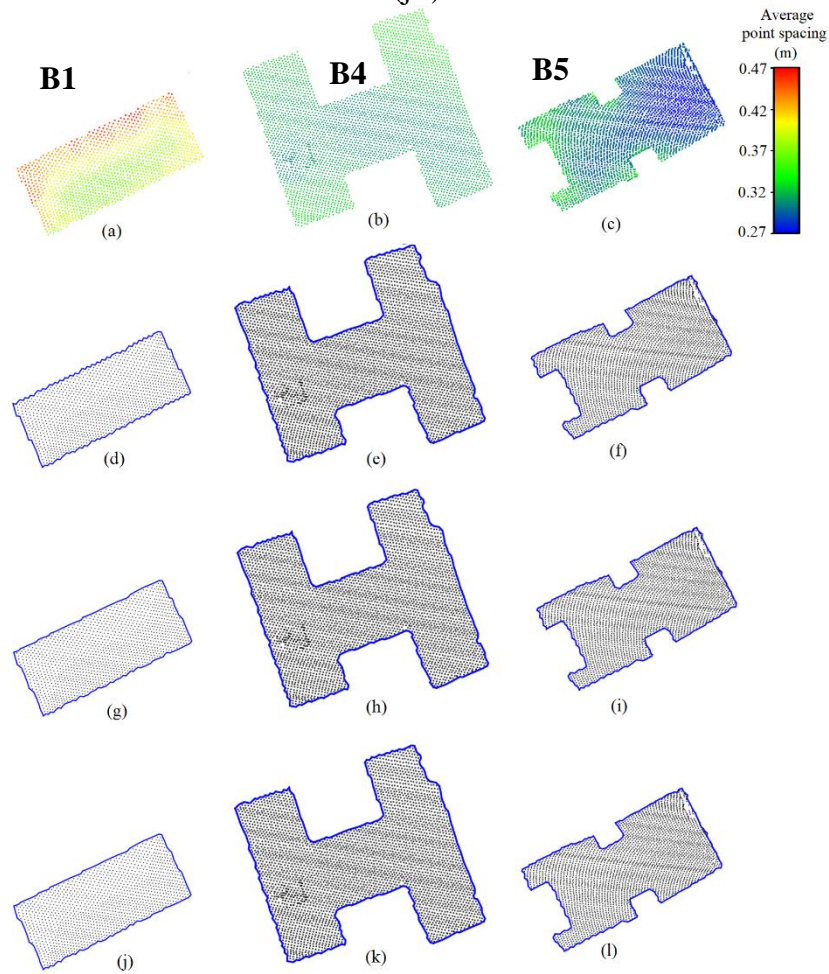 Average
point spacing
(m)
B1
B4
B5
0.47
0.42
0.37
0.32
0.27
(a)
(b)
(c)
(d)
(e)
(f)
(g)
(h)
(i)
(j)
(k)
(l)